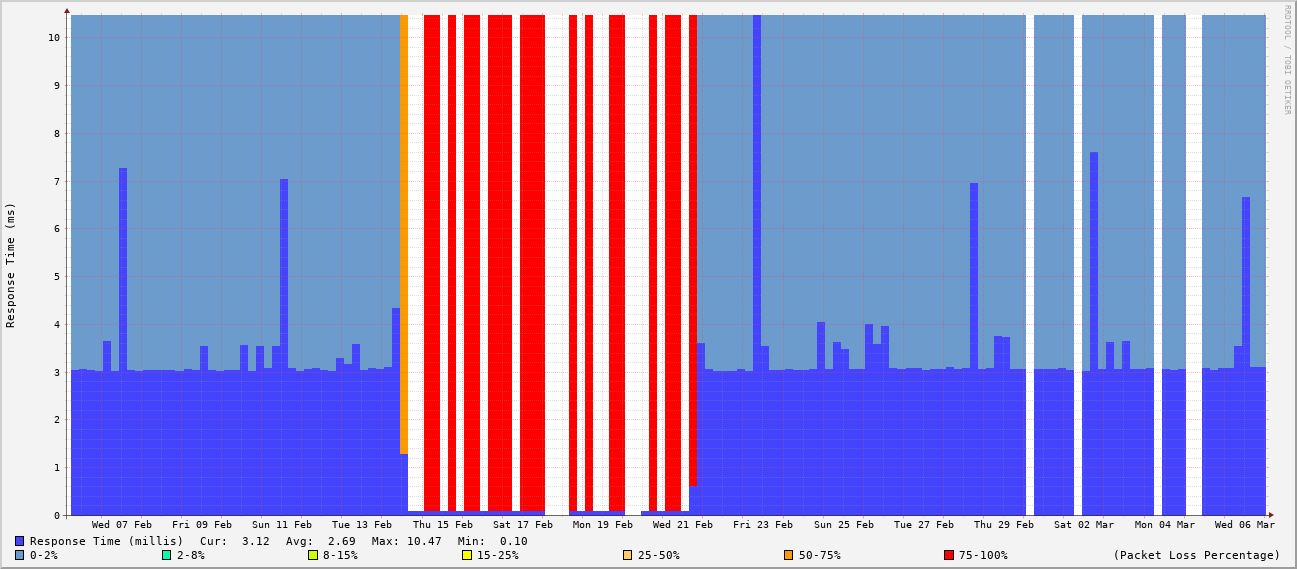 RRDTOOL / TOBI OETIKER
Response Time (ms)
10
9
8
7
6
5
4
3
2
1
0
Wed 07 Feb Fri 09 Feb Sun 11 Feb Tue 13 Feb Thu 15 Feb Sat 17 Feb Mon 19 Feb Wed 21 Feb Fri 23 Feb Sun 25 Feb Tue 27 Feb Thu 29 Feb Sat 02 Mar Mon 04 Mar Wed 06 Mar
Response Time (millis) Cur: 3.12 Avg: 2.69 Max: 10.47 Min: 0.10
0-2% 2-8% 8-15% 15-25% 25-50% 50-75% 75-100% (Packet Loss Percentage)